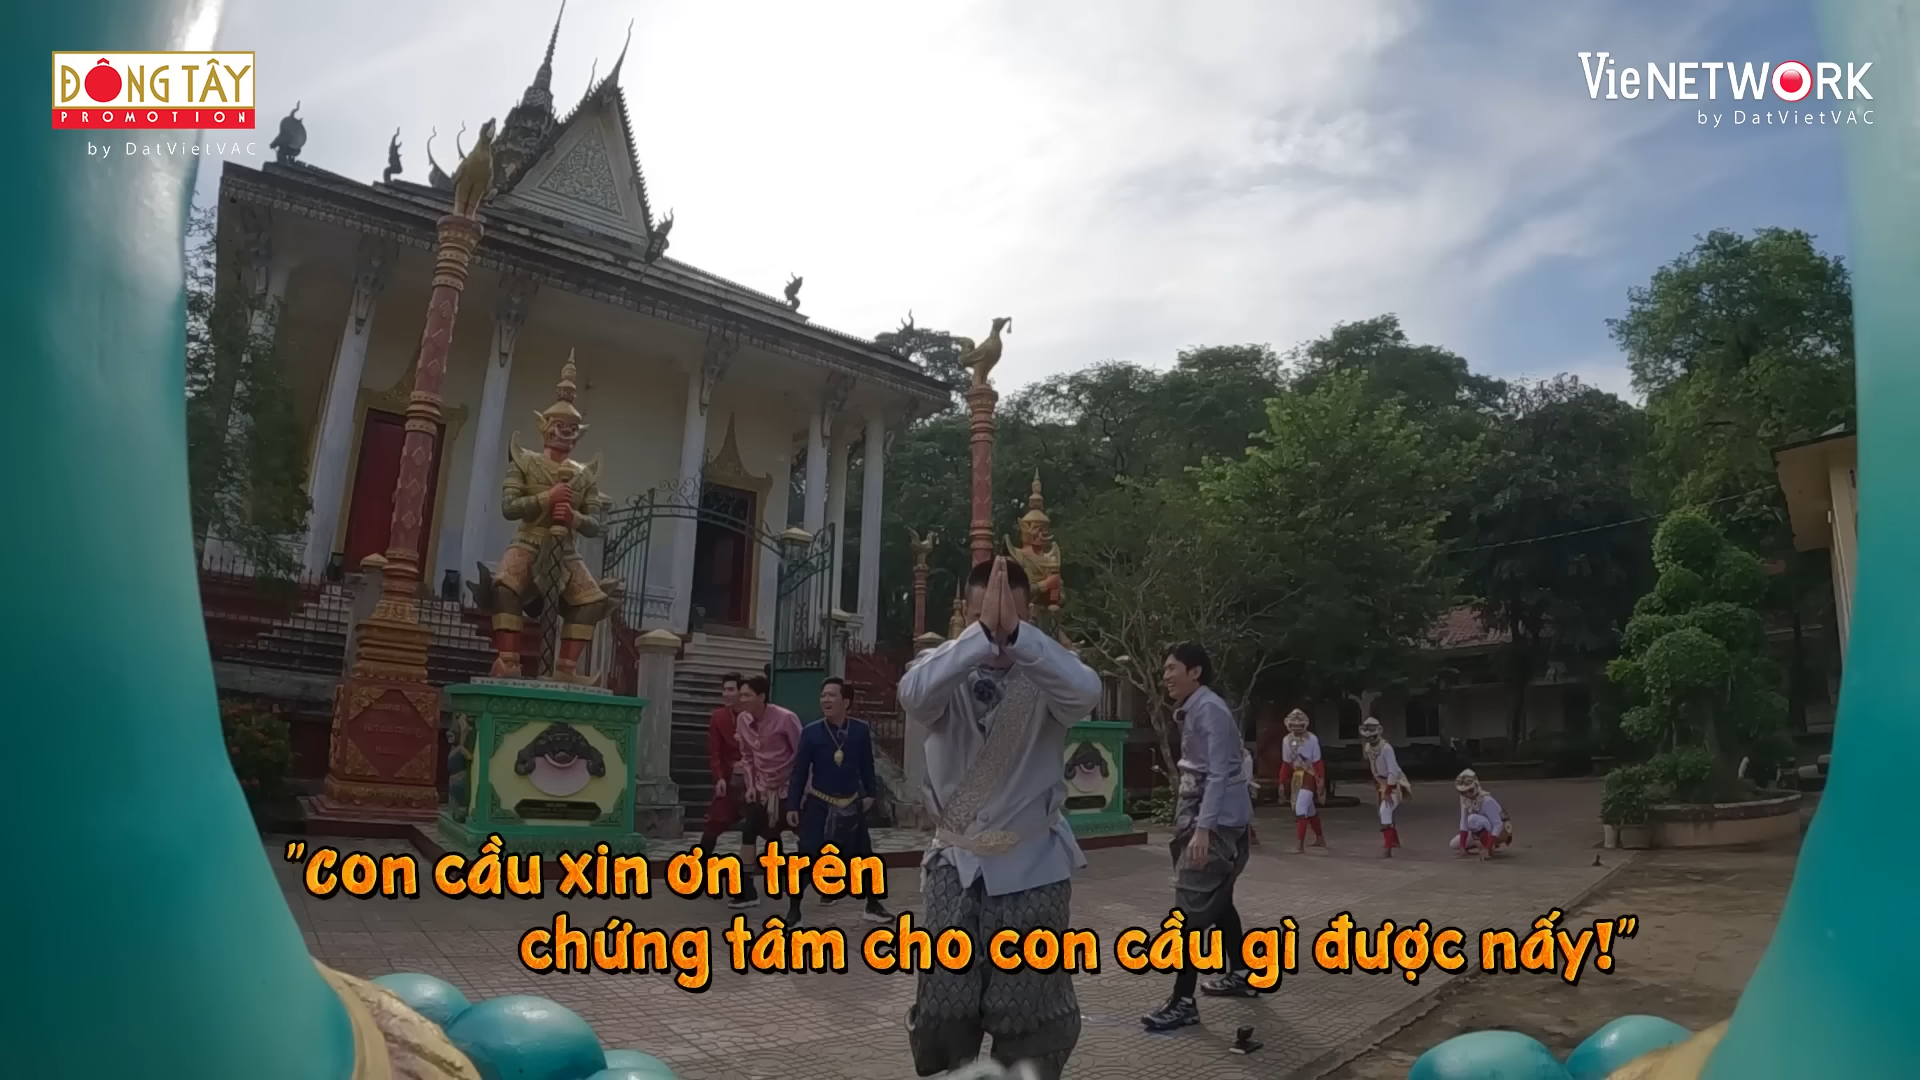 ĐÔNG TÂY
PROMOTION
by DatVietVAC
VieNETWORK
by DatVietVAC
"Con cầu xin ơn trên
chứng tâm cho con cầu gì được nấy!"